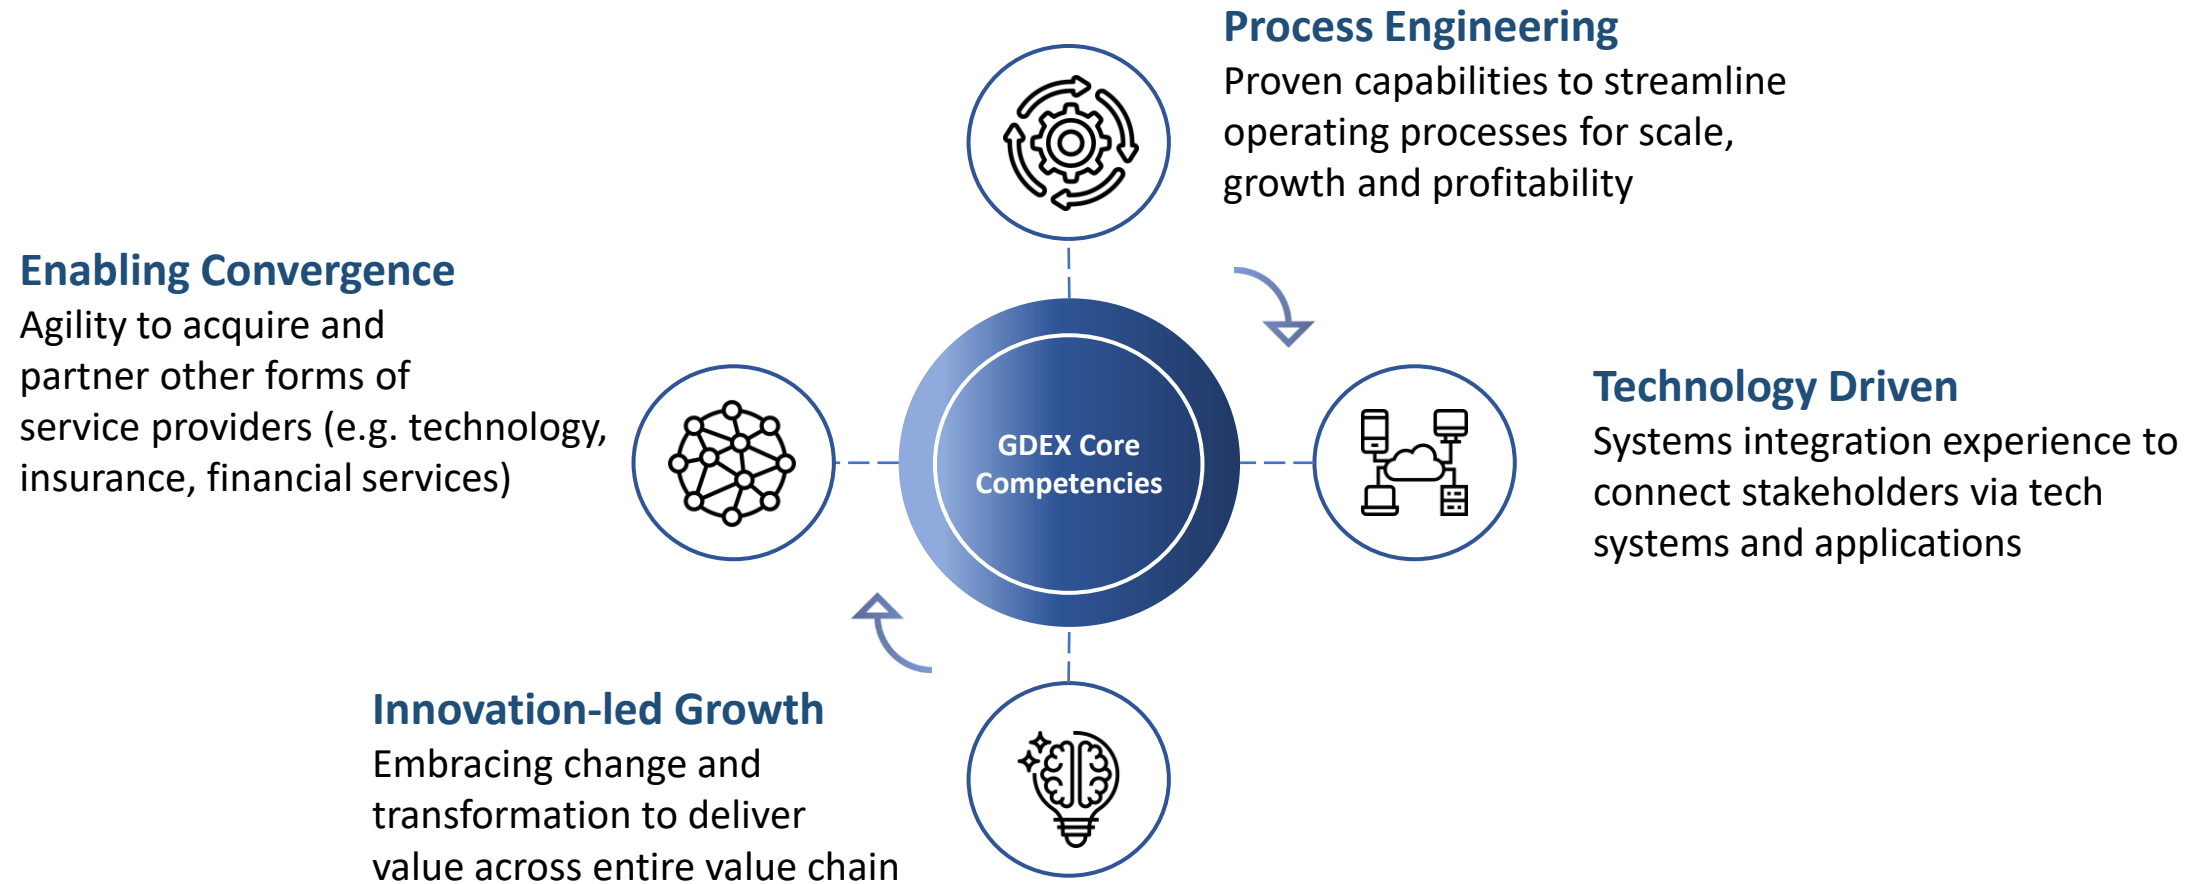 Process Engineering
Proven capabilities to streamline
operating processes for scale,
growth and profitability
Enabling Convergence
Agility to acquire and
partner other forms of
service providers (e.g. technology,
insurance, financial services)
GDEX Core
Competencies
Technology Driven
Systems integration experience to
connect stakeholders via tech
systems and applications
Innovation-led Growth
Embracing change and
transformation to deliver
value across entire value chain